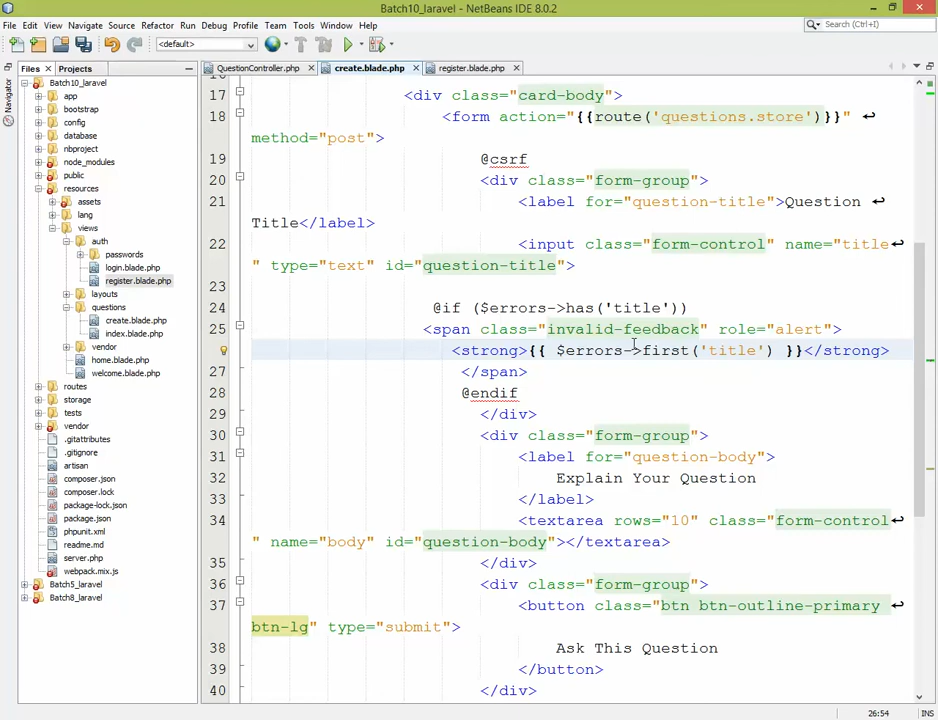 Batch10_laravel - NetBeans IDE 8.0.2
File Edit View Navigate Source Refactor Run Debug Profile Team Tools Window Help
Search (Ctrl+I)
<default>
Files Projects
QuestionController.php create.blade.php register.blade.php
Navigator
Batch10_laravel
app
bootstrap
config
database
nbproject
node_modules
public
resources
assets
lang
views
auth
passwords
login.blade.php
register.blade.php
layouts
questions
create.blade.php
index.blade.php
vendor
home.blade.php
welcome.blade.php
routes
storage
tests
vendor
.gitattributes
.gitignore
artisan
composer.json
composer.lock
package-lock.json
package.json
phpunit.xml
readme.md
server.php
webpack.mix.js
Batch5_laravel
Batch8_laravel
17 <div class="card-body">
18 <form action="{{route('questions.store')}}"
method="post">
19 @csrf
20 <div class="form-group">
21 <label for="question-title">Question
Title</label>
22 <input class="form-control" name="title
" type="text" id="question-title">
23
24 @if ($errors->has('title'))
25 <span class="invalid-feedback" role="alert">
<strong>{{ $errors->first('title') }}</strong>
27 </span>
28 @endif
29 </div>
30 <div class="form-group">
31 <label for="question-body">
32 Explain Your Question
33 </label>
34 <textarea rows="10" class="form-control
" name="body" id="question-body"></textarea>
35 </div>
36 <div class="form-group">
37 <button class="btn btn-outline-primary
btn-lg" type="submit">
38 Ask This Question
39 </button>
40 </div>
26:54 INS